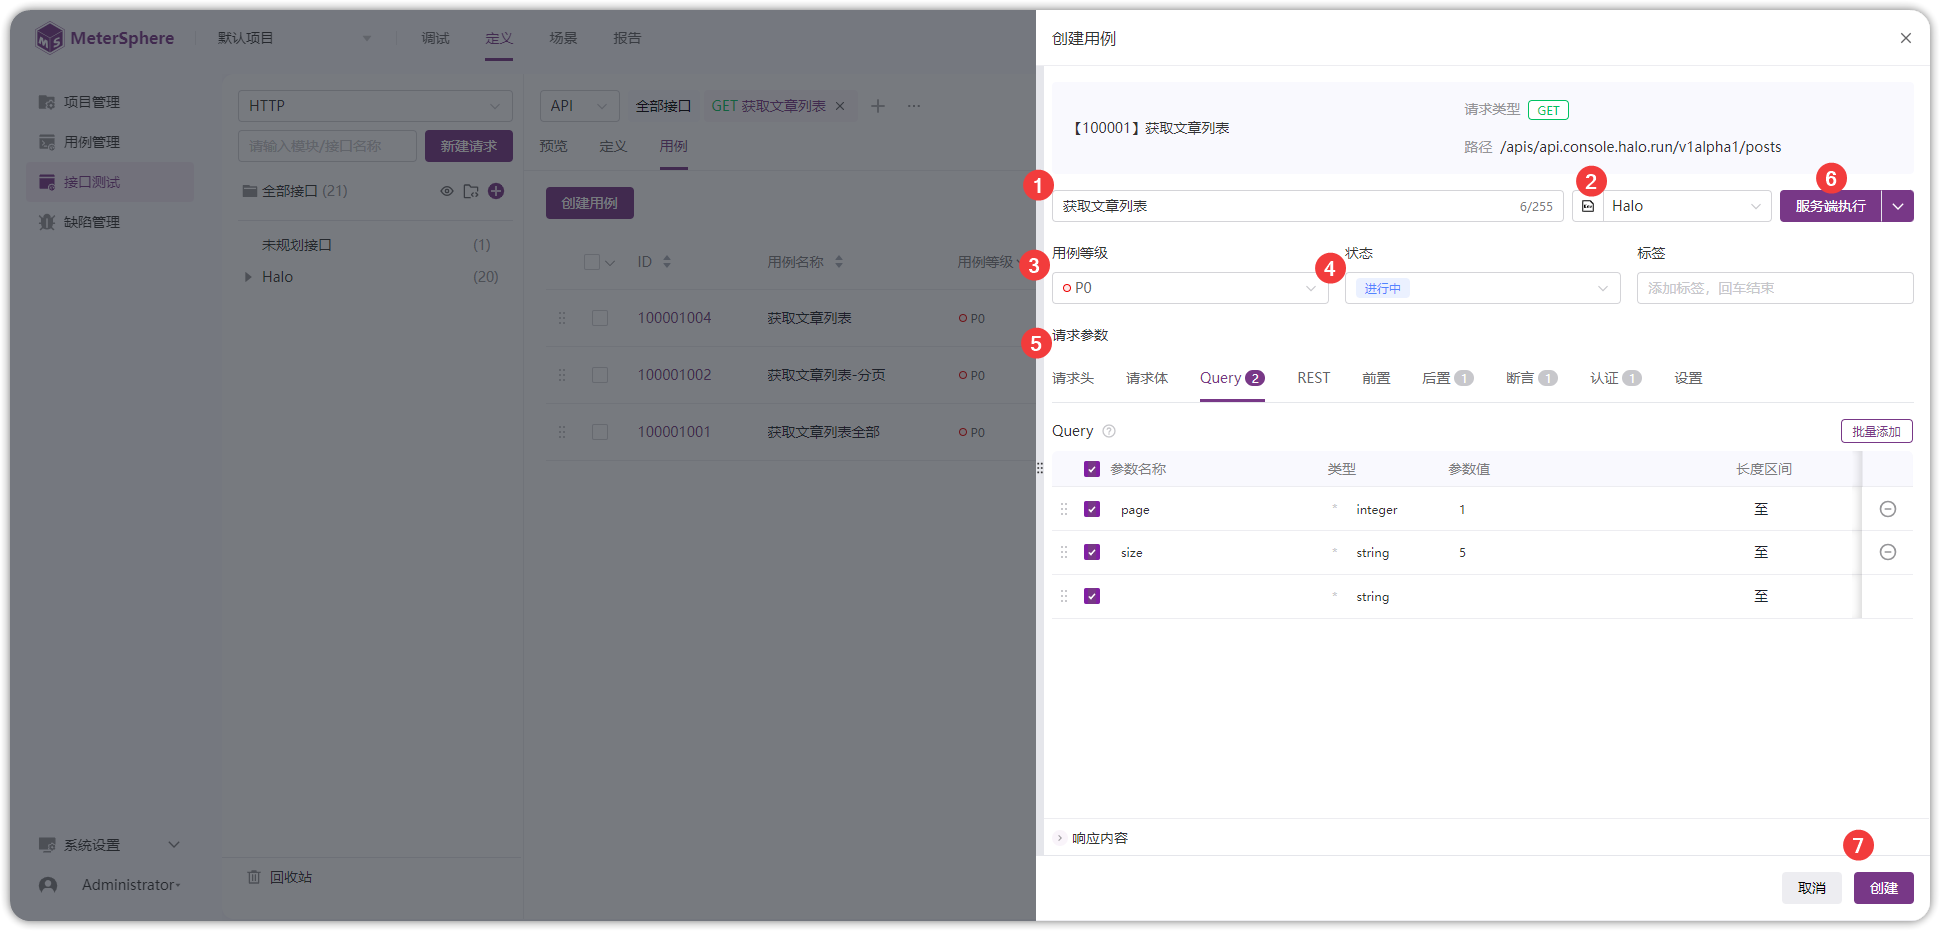 MeterSphere
默认项目
调试
定义
场景
报告
项目管理
用例管理
接口测试
缺陷管理
系统设置
Administrator
HTTP
请输入模块/接口名称
新建请求
全部接口 (21)
未规划接口 (1)
Halo (20)
回收站
API
全部接口
GET 获取文章列表
预览
定义
用例
创建用例
ID
用例名称
用例等级
100001004 获取文章列表 P0
100001002 获取文章列表-分页 P0
100001001 获取文章列表全部 P0
创建用例
【100001】获取文章列表
请求类型 GET
路径 /apis/api.console.halo.run/v1alpha1/posts
1
获取文章列表 6/255
2
Halo
6
服务端执行
3
用例等级
P0
4
状态
进行中
标签
添加标签，回车结束
5
请求参数
请求头 请求体 Query 2 REST 前置 后置 1 断言 1 认证 1 设置
Query
批量添加
参数名称 类型 参数值 长度区间
page * integer 1 至
size * string 5 至
* string 至
响应内容
7
取消
创建